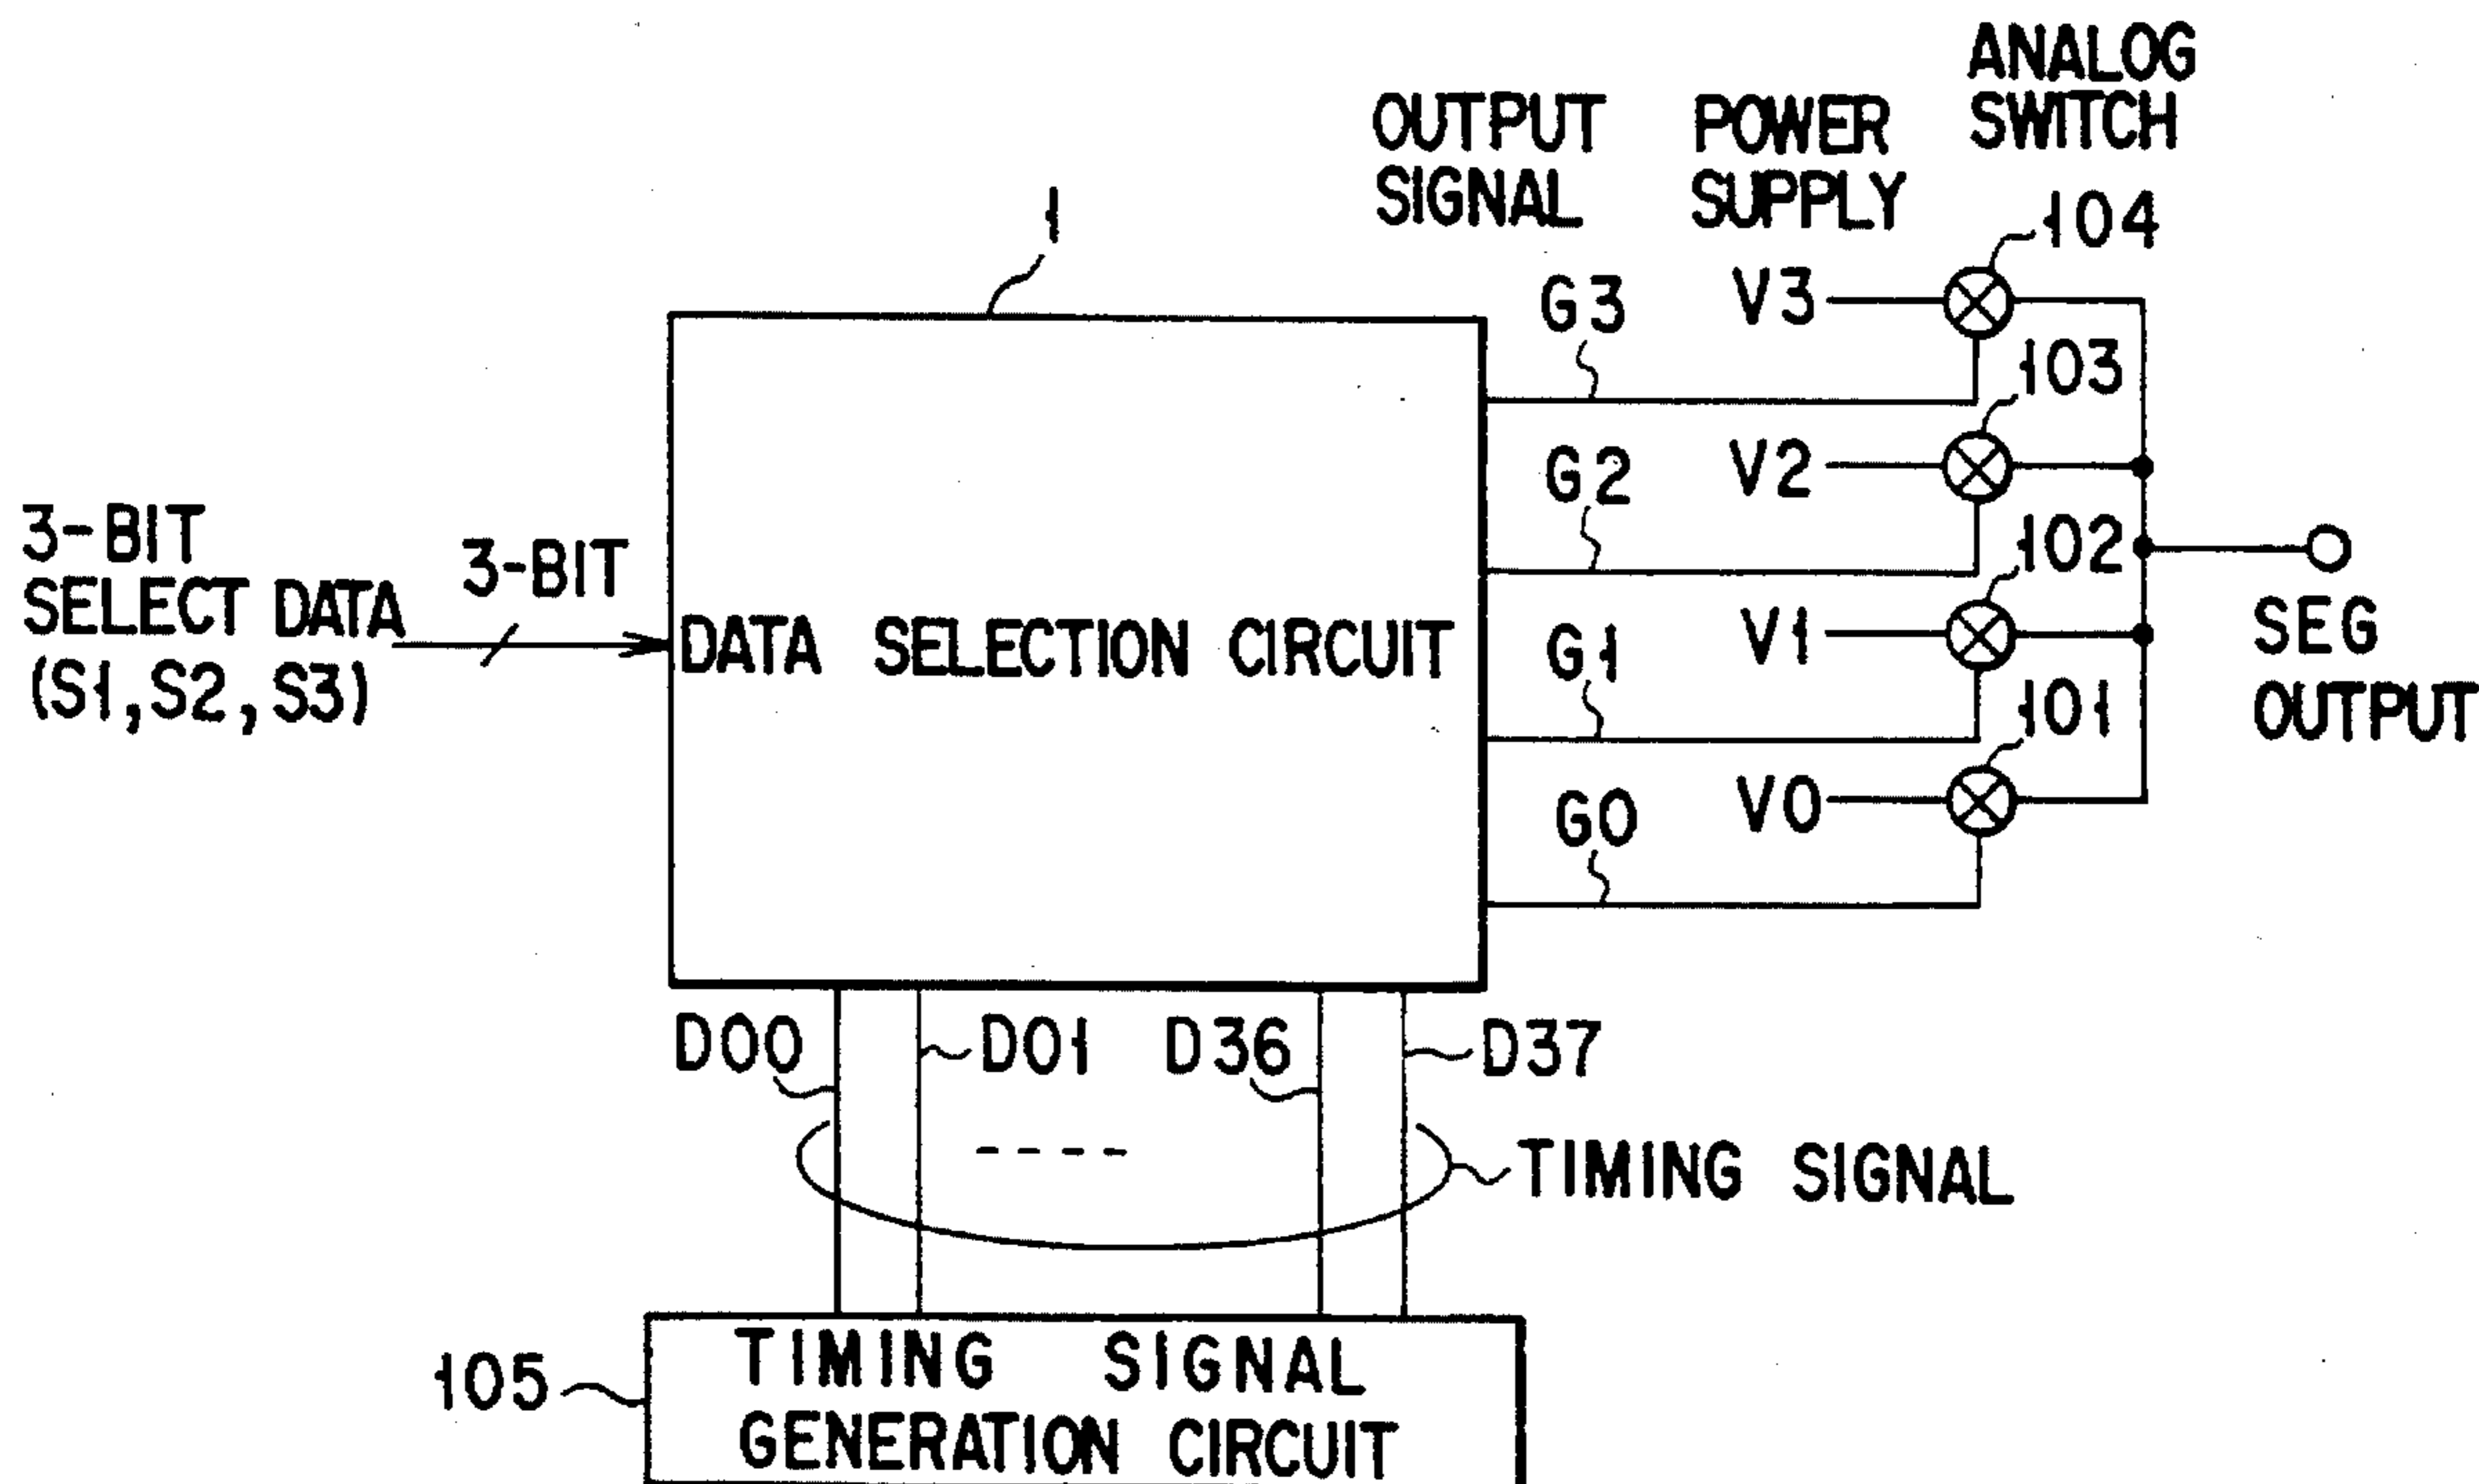 ANALOG
SWITCH
OUTPUT
SIGNAL
POWER
SUPPLY
1
104
G3
V3
103
G2
V2
102
3-BIT
SELECT DATA
(S1,S2,S3)
3-BIT
DATA SELECTION CIRCUIT
G1
V1
SEG
OUTPUT
101
G0
V0
D00
D01
D36
D37
TIMING SIGNAL
105
TIMING SIGNAL
GENERATION CIRCUIT